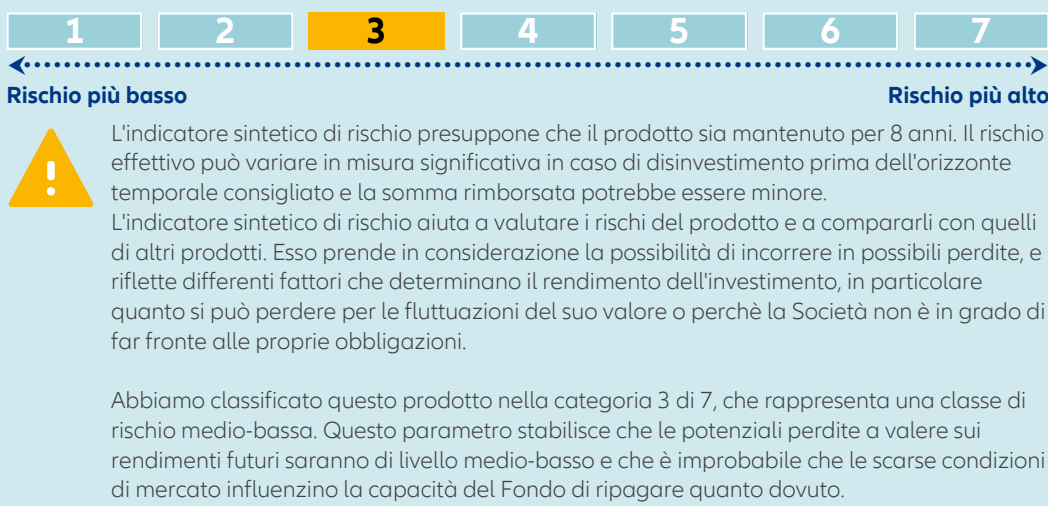 1 2 3 4 5 6 7
Rischio più basso Rischio più alto
L'indicatore sintetico di rischio presuppone che il prodotto sia mantenuto per 8 anni. Il rischio
effettivo può variare in misura significativa in caso di disinvestimento prima dell'orizzonte
temporale consigliato e la somma rimborsata potrebbe essere minore.
L'indicatore sintetico di rischio aiuta a valutare i rischi del prodotto e a compararli con quelli
di altri prodotti. Esso prende in considerazione la possibilità di incorrere in possibili perdite, e
riflette differenti fattori che determinano il rendimento dell'investimento, in particolare
quanto si può perdere per le fluttuazioni del suo valore o perchè la Società non è in grado di
far fronte alle proprie obbligazioni.
Abbiamo classificato questo prodotto nella categoria 3 di 7, che rappresenta una classe di
rischio medio-bassa. Questo parametro stabilisce che le potenziali perdite a valere sui
rendimenti futuri saranno di livello medio-basso e che è improbabile che le scarse condizioni
di mercato influenzino la capacità del Fondo di ripagare quanto dovuto.